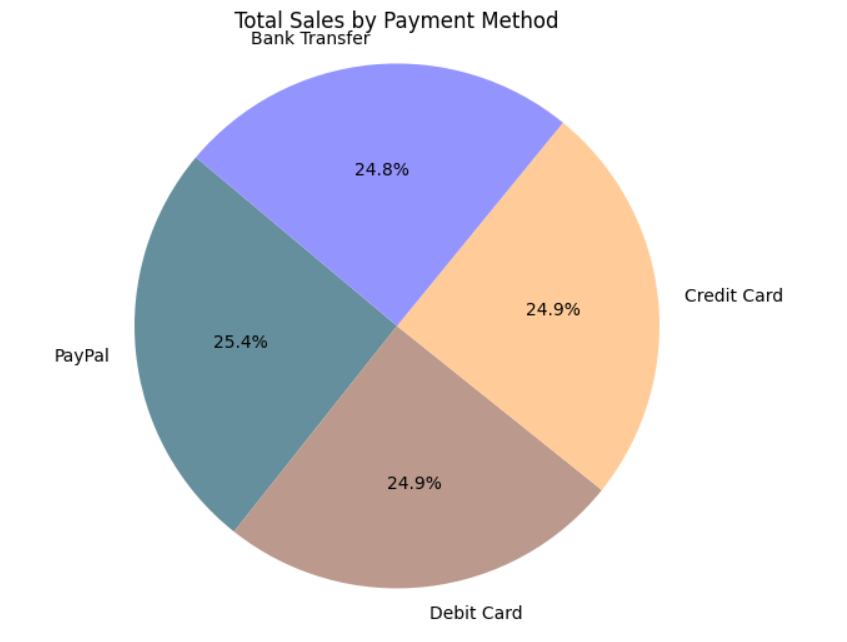 Total Sales by Payment Method
Bank Transfer
24.8%
Credit Card
24.9%
PayPal
25.4%
24.9%
Debit Card